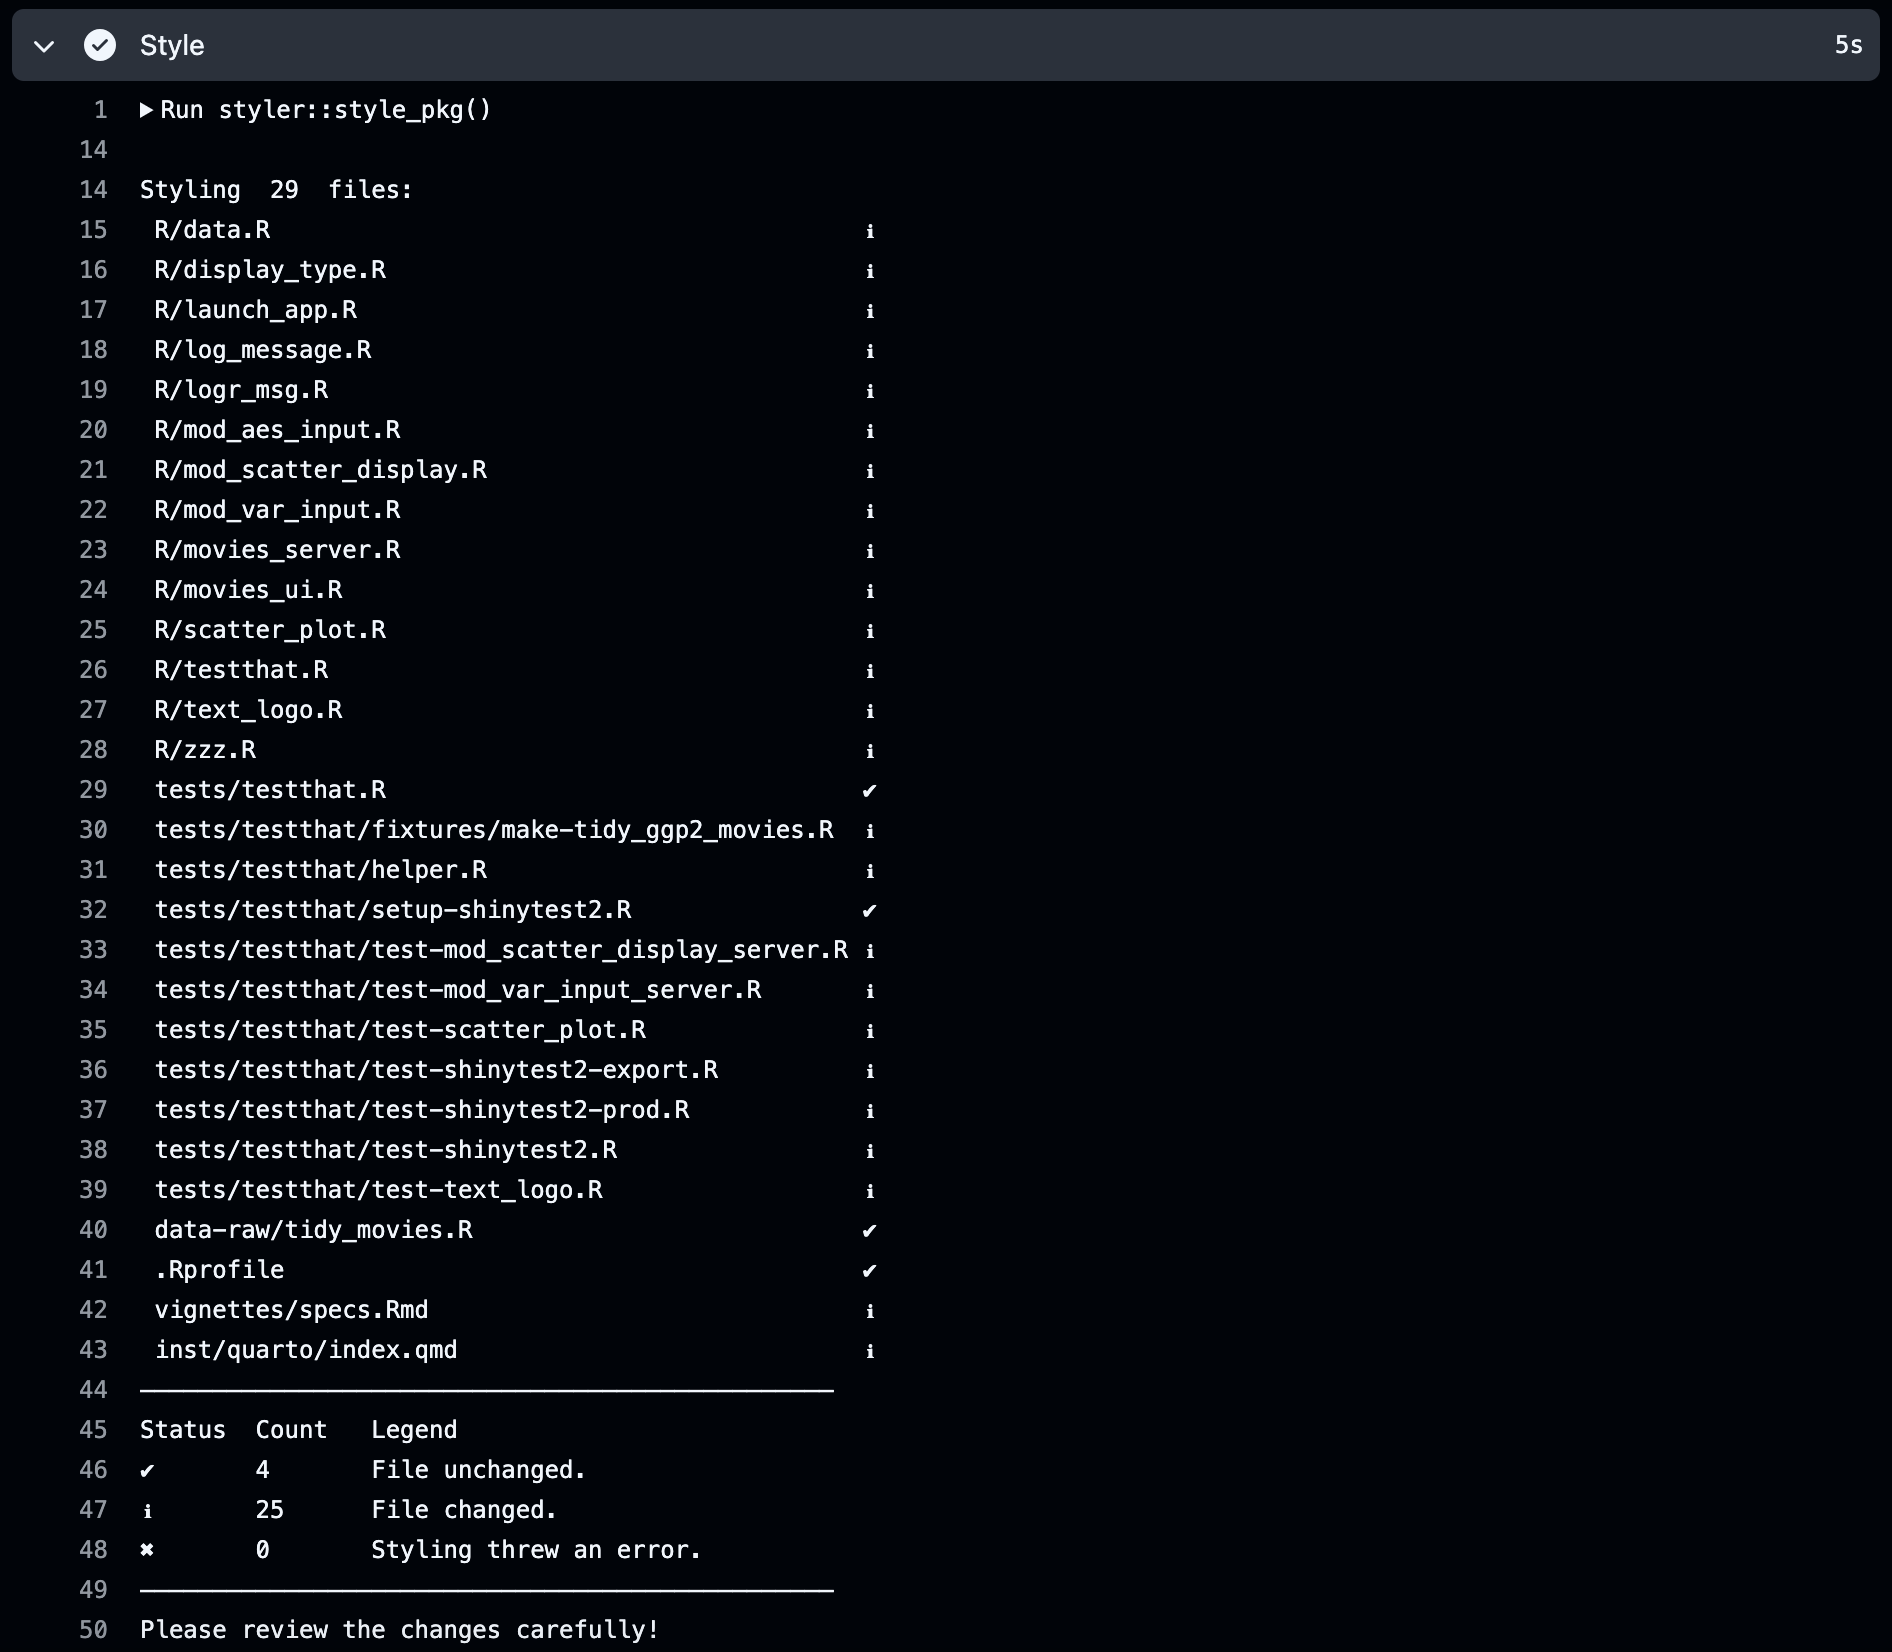 Style 5s
1 ▶ Run styler::style_pkg()
14
14 Styling  29  files:
15  R/data.R ℹ
16  R/display_type.R ℹ
17  R/launch_app.R ℹ
18  R/log_message.R ℹ
19  R/logr_msg.R ℹ
20  R/mod_aes_input.R ℹ
21  R/mod_scatter_display.R ℹ
22  R/mod_var_input.R ℹ
23  R/movies_server.R ℹ
24  R/movies_ui.R ℹ
25  R/scatter_plot.R ℹ
26  R/testthat.R ℹ
27  R/text_logo.R ℹ
28  R/zzz.R ℹ
29  tests/testthat.R ✔
30  tests/testthat/fixtures/make-tidy_ggp2_movies.R ℹ
31  tests/testthat/helper.R ℹ
32  tests/testthat/setup-shinytest2.R ✔
33  tests/testthat/test-mod_scatter_display_server.R ℹ
34  tests/testthat/test-mod_var_input_server.R ℹ
35  tests/testthat/test-scatter_plot.R ℹ
36  tests/testthat/test-shinytest2-export.R ℹ
37  tests/testthat/test-shinytest2-prod.R ℹ
38  tests/testthat/test-shinytest2.R ℹ
39  tests/testthat/test-text_logo.R ℹ
40  data-raw/tidy_movies.R ✔
41  .Rprofile ✔
42  vignettes/specs.Rmd ℹ
43  inst/quarto/index.qmd ℹ
44 ────────────────────────────────────────
45 Status  Count   Legend
46 ✔       4       File unchanged.
47 ℹ       25      File changed.
48 ✖       0       Styling threw an error.
49 ────────────────────────────────────────
50 Please review the changes carefully!